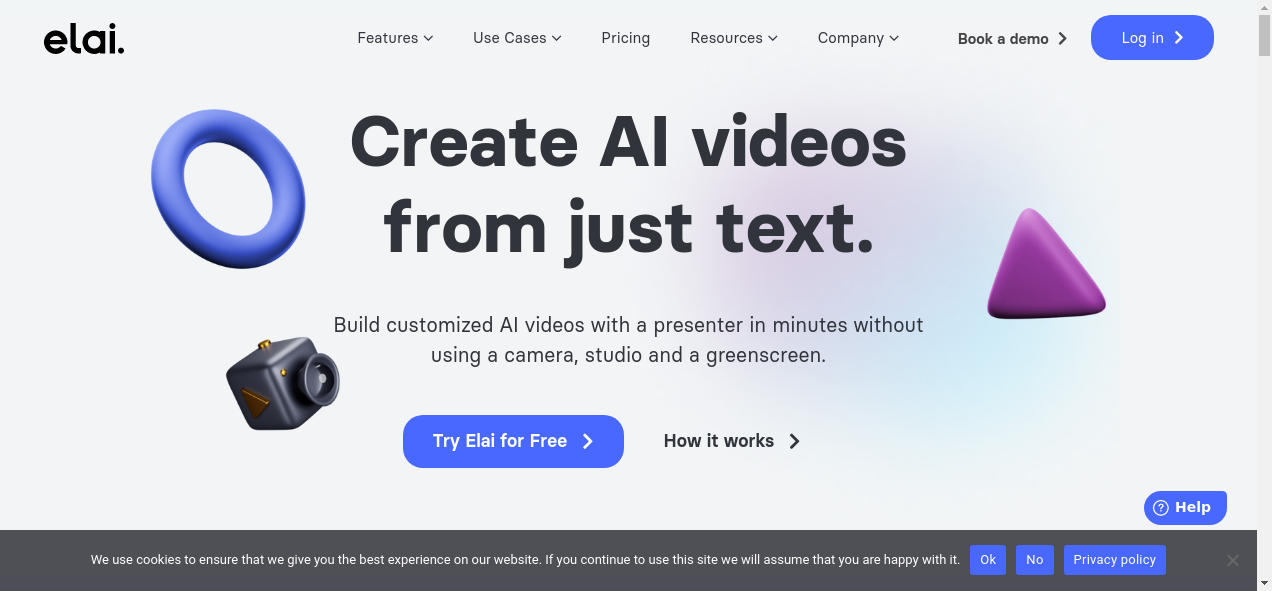 elai.
Features
Use Cases
Pricing
Resources
Company
Book a demo
Log in
Create AI videos
from just text.
Build customized AI videos with a presenter in minutes without
using a camera, studio and a greenscreen.
Try Elai for Free
How it works
Help
We use cookies to ensure that we give you the best experience on our website. If you continue to use this site we will assume that you are happy with it.
Ok
No
Privacy policy